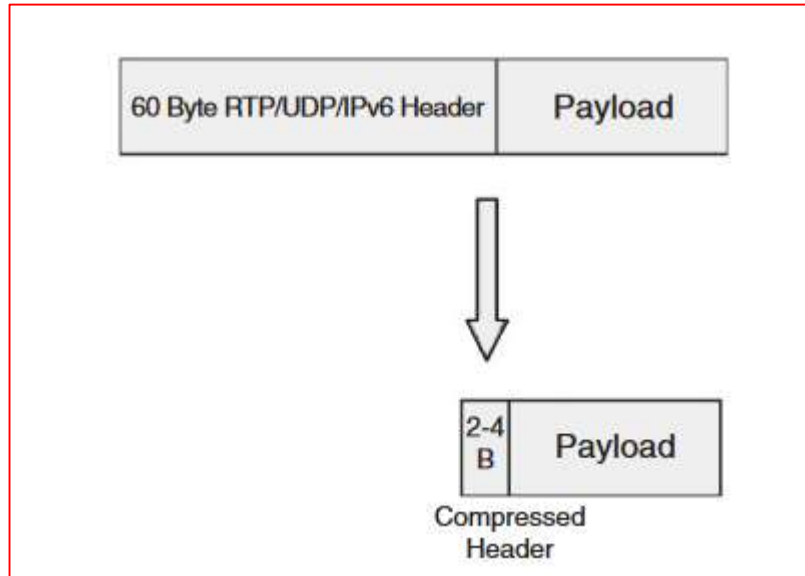 60 Byte RTP/UDP/IPv6 Header
Payload
2-4
B
Payload
Compressed
Header